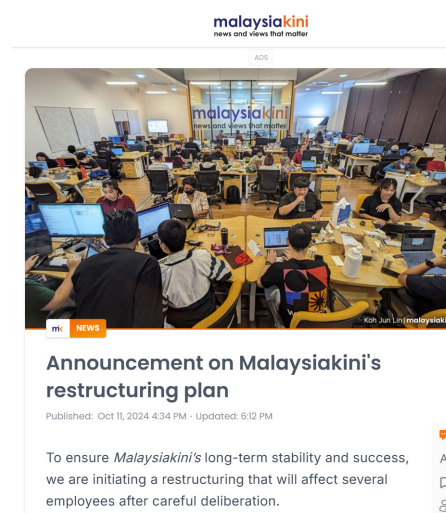 malaysiakini
news and views that matter
ADS
malaysiakini
news and views that matter
Koh Jun Lin | malaysiaki
mk NEWS
Announcement on Malaysiakini's
restructuring plan
Published: Oct 11, 2024 4:34 PM · Updated: 6:12 PM
To ensure Malaysiakini's long-term stability and success,
we are initiating a restructuring that will affect several
employees after careful deliberation.
A